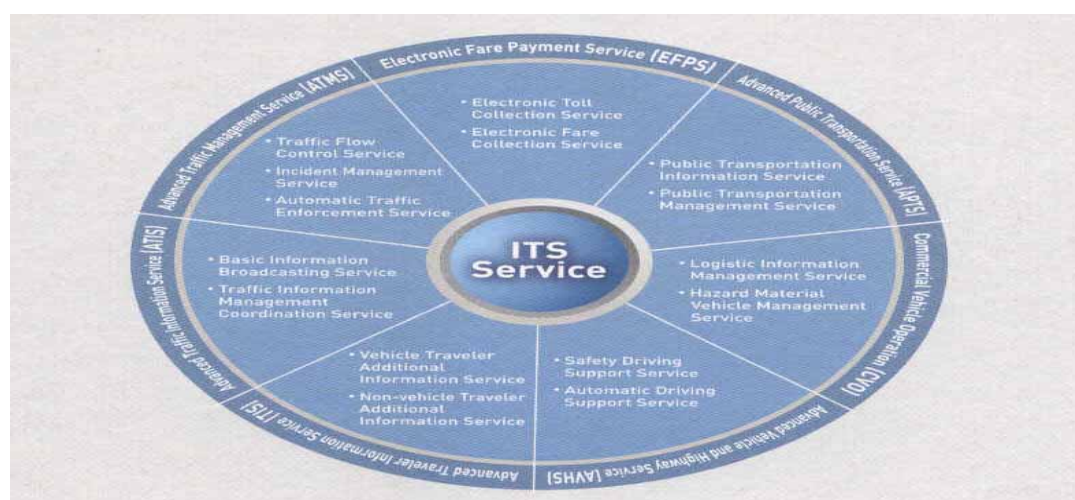 Electronic Fare Payment Service (EFPS)
• Electronic Toll
Collection Service
• Electronic Fare
Collection Service
Advanced Public Transportation Service (APTS)
• Public Transportation
Information Service
• Public Transportation
Management Service
Commercial Vehicle Operation (CVO)
• Logistic Information
Management Service
• Hazard Material
Vehicle Management
Service
Advanced Vehicle and Highway Service (AVHS)
• Safety Driving
Support Service
• Automatic Driving
Support Service
Advanced Traveler Information Service (TIS)
• Vehicle Traveler
Additional
Information Service
• Non-vehicle Traveler
Additional
Information Service
Advanced Traffic Information Service (ATIS)
• Basic Information
Broadcasting Service
• Traffic Information
Management
Coordination Service
Advanced Traffic Management Service (ATMS)
• Traffic Flow
Control Service
• Incident Management
Service
• Automatic Traffic
Enforcement Service
ITS
Service